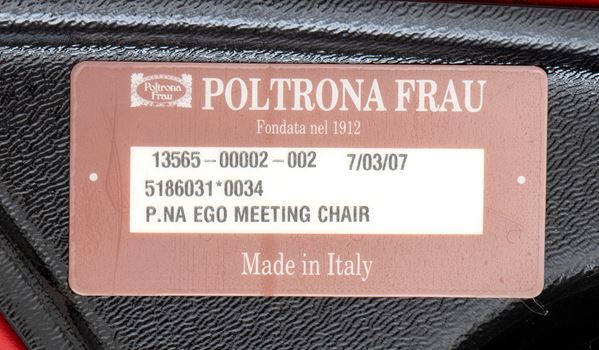 Poltrona
Frau
POLTRONA FRAU
Fondata nel 1912
13565-00002-002 7/03/07
5186031*0034
P.NA EGO MEETING CHAIR
Made in Italy